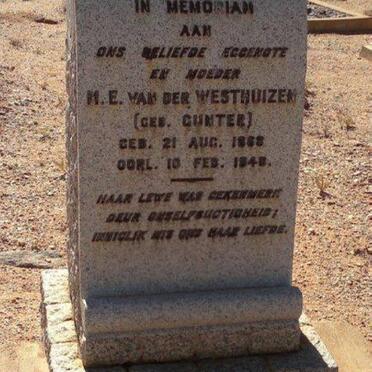 IN MEMORIAM
AAN
ONS GELIEFDE EGGENOTE
EN MOEDER
M. E. VAN DER WESTHUIZEN
(GEB. GUNTER)
GEB. 21 AUG. 1868
OORL. 10 FEB. 1948.
HAAR LEWE WAS GEKENMERK
DEUR ONSELFSUGTIGHEID;
INNIGLIK MIS ONS HAAR LIEFDE.